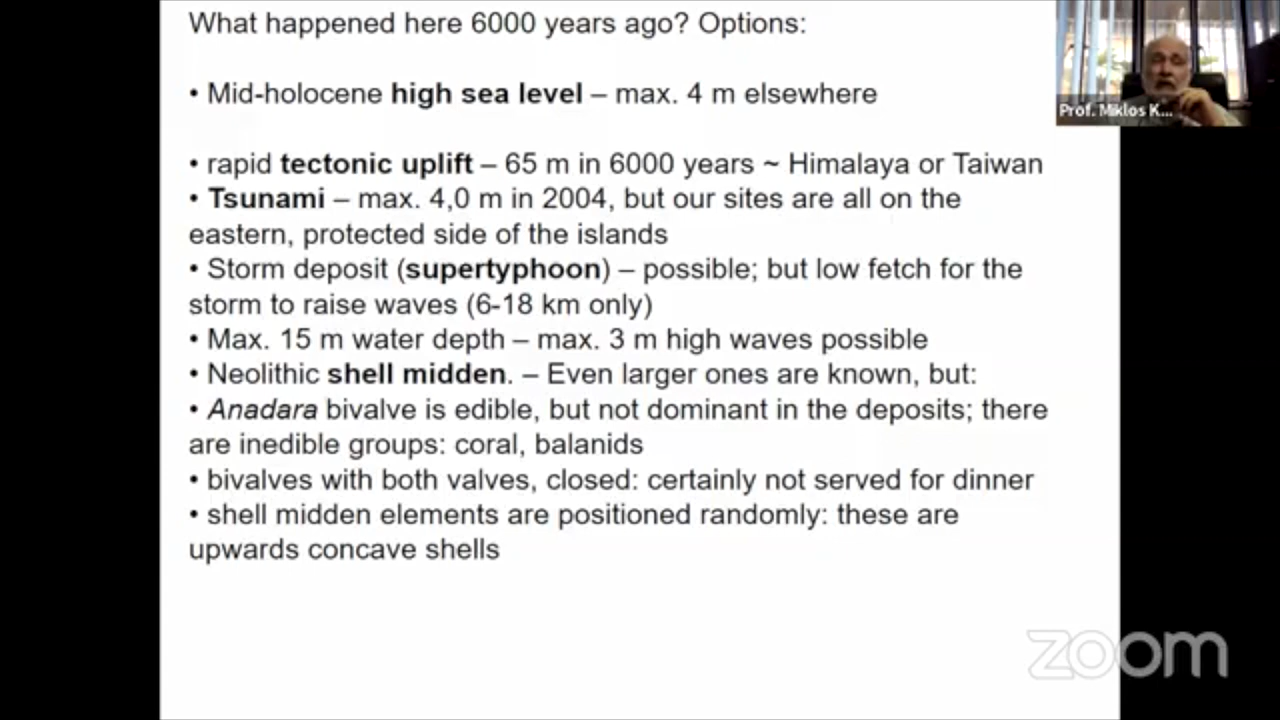 What happened here 6000 years ago? Options:
• Mid-holocene high sea level – max. 4 m elsewhere
• rapid tectonic uplift – 65 m in 6000 years ~ Himalaya or Taiwan
• Tsunami – max. 4,0 m in 2004, but our sites are all on the
eastern, protected side of the islands
• Storm deposit (supertyphoon) – possible; but low fetch for the
storm to raise waves (6-18 km only)
• Max. 15 m water depth – max. 3 m high waves possible
• Neolithic shell midden. – Even larger ones are known, but:
• Anadara bivalve is edible, but not dominant in the deposits; there
are inedible groups: coral, balanids
• bivalves with both valves, closed: certainly not served for dinner
• shell midden elements are positioned randomly: these are
upwards concave shells
Prof. Miklos K...
zoom